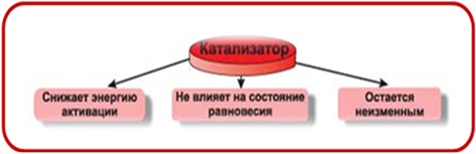 Катализатор
Снижает энергию
активации
Не влияет на состояние
равновесия
Остается
неизменным